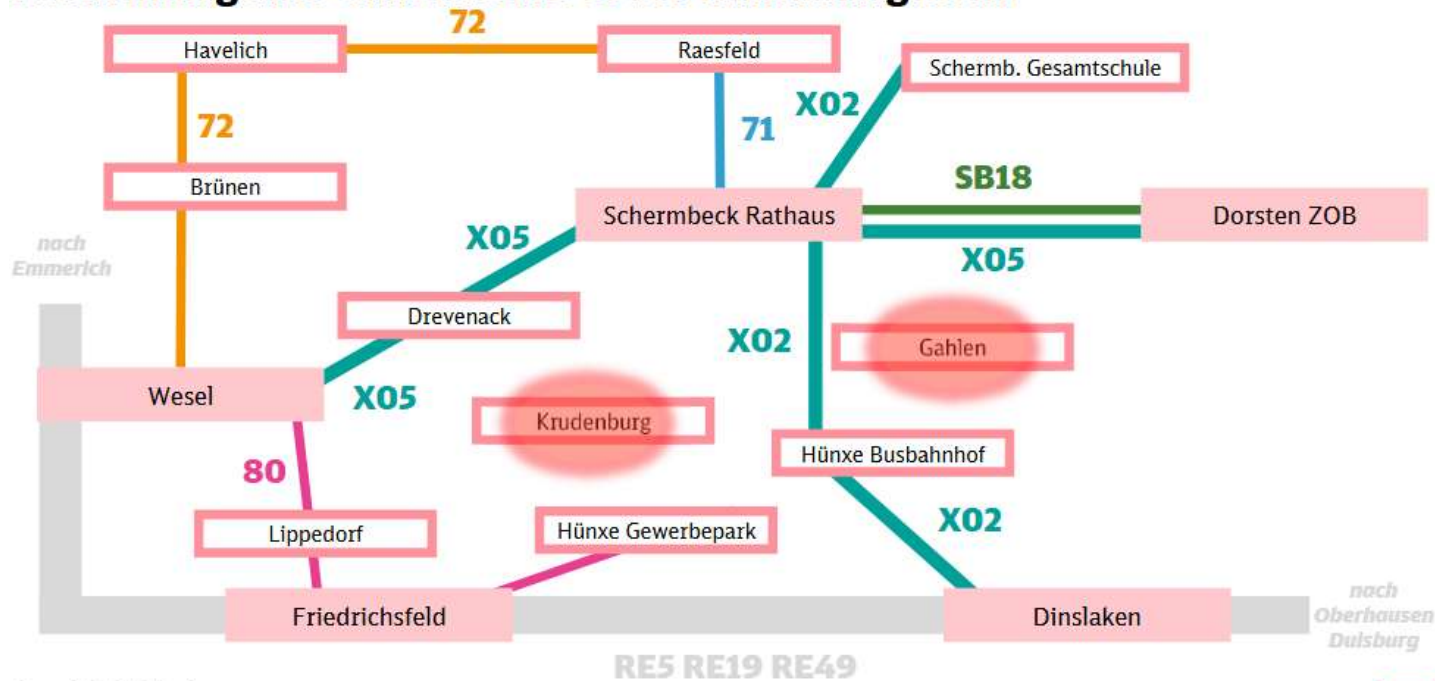 72
Havelich
Raesfeld
Schermb. Gesamtschule
X02
72
71
Brünen
SB18
Schermbeck Rathaus
Dorsten ZOB
X05
nach
Emmerich
X05
Drevenack
X02
Gahlen
Wesel
X05
Krudenburg
80
Hünxe Busbahnhof
Lippedorf
Hünxe Gewerbepark
X02
Friedrichsfeld
Dinslaken
nach
Oberhausen
Duisburg
RE5 RE19 RE49